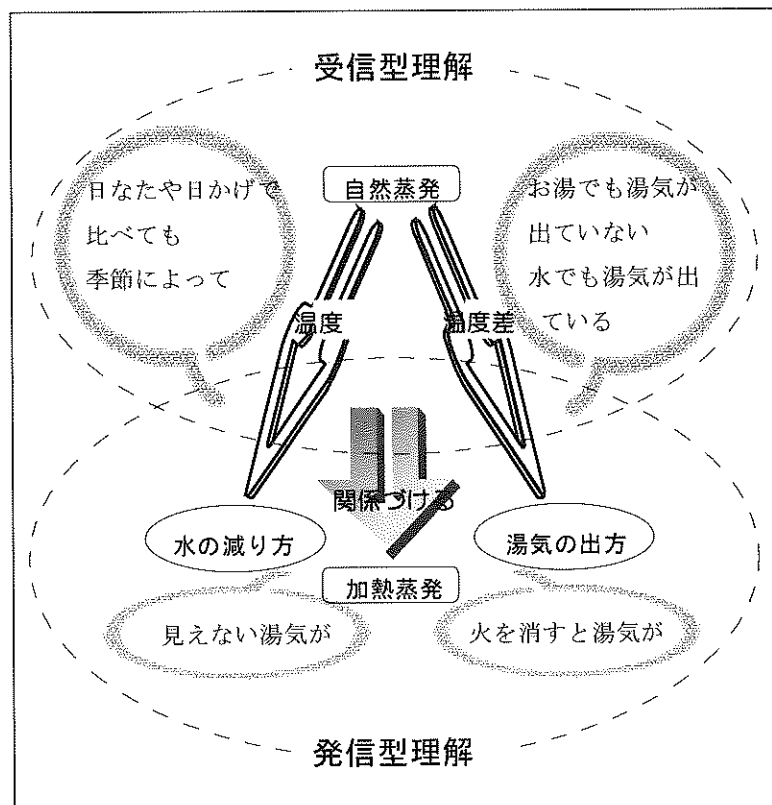 受信型理解
自然蒸発
日なたや日かげで
比べても
季節によって
お湯でも湯気が
出ていない
水でも湯気が出
ている
温度
温度差
関係づける
水の減り方
湯気の出方
加熱蒸発
見えない湯気が
火を消すと湯気が
発信型理解